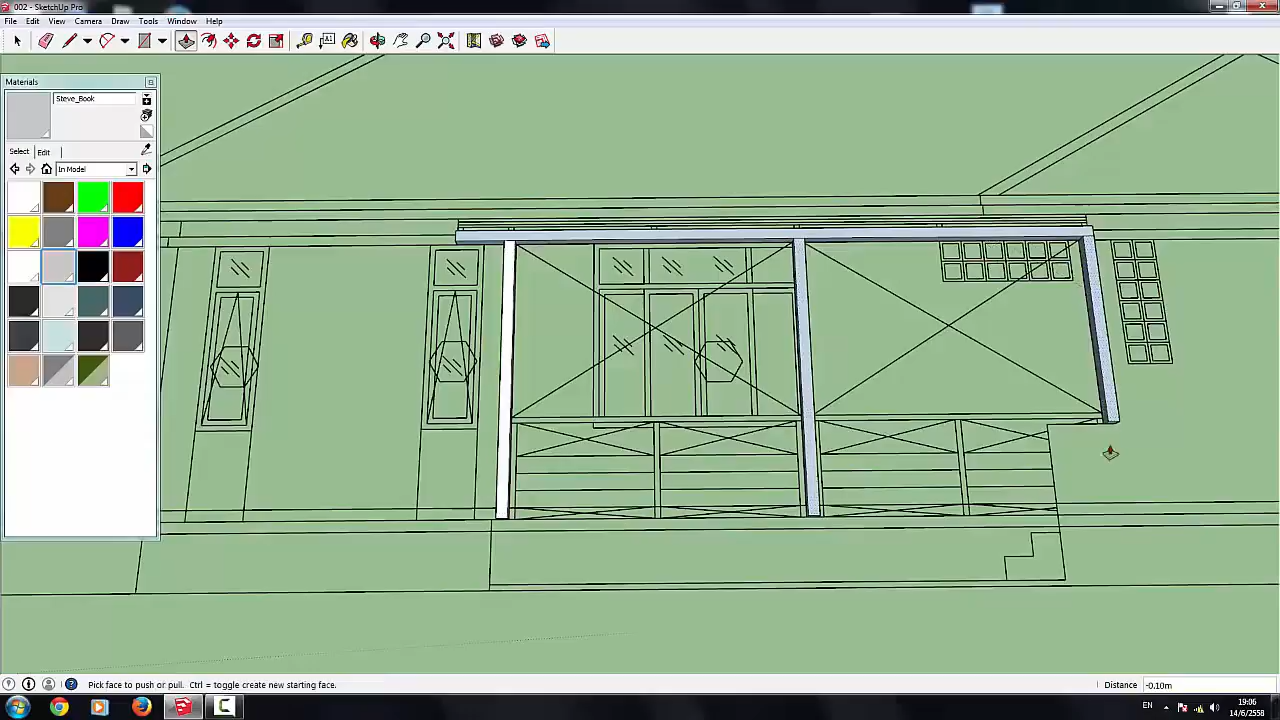 002 - SketchUp Pro
File Edit View Camera Draw Tools Window Help
Materials
Steve_Book
Select Edit
In Model
Pick face to push or pull. Ctrl = toggle create new starting face.
Distance -0.10m
EN
19:06
14/6/2558